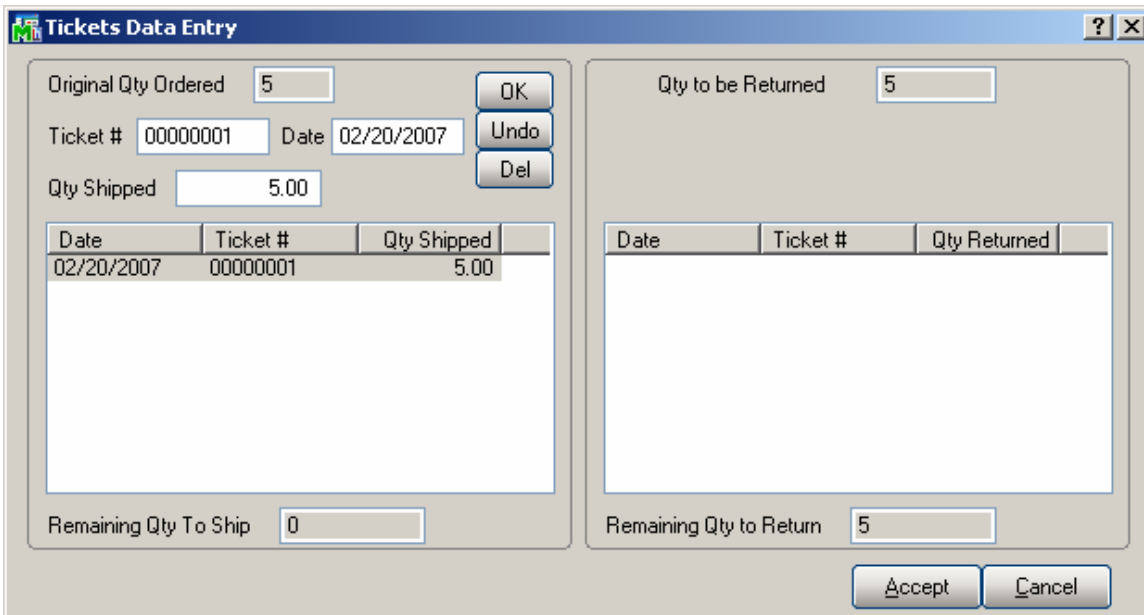 Tickets Data Entry
Original Qty Ordered 5
OK
Ticket # 00000001 Date 02/20/2007
Undo
Del
Qty Shipped 5.00
Date Ticket # Qty Shipped
02/20/2007 00000001 5.00
Remaining Qty To Ship 0
Qty to be Returned 5
Date Ticket # Qty Returned
Remaining Qty to Return 5
Accept Cancel